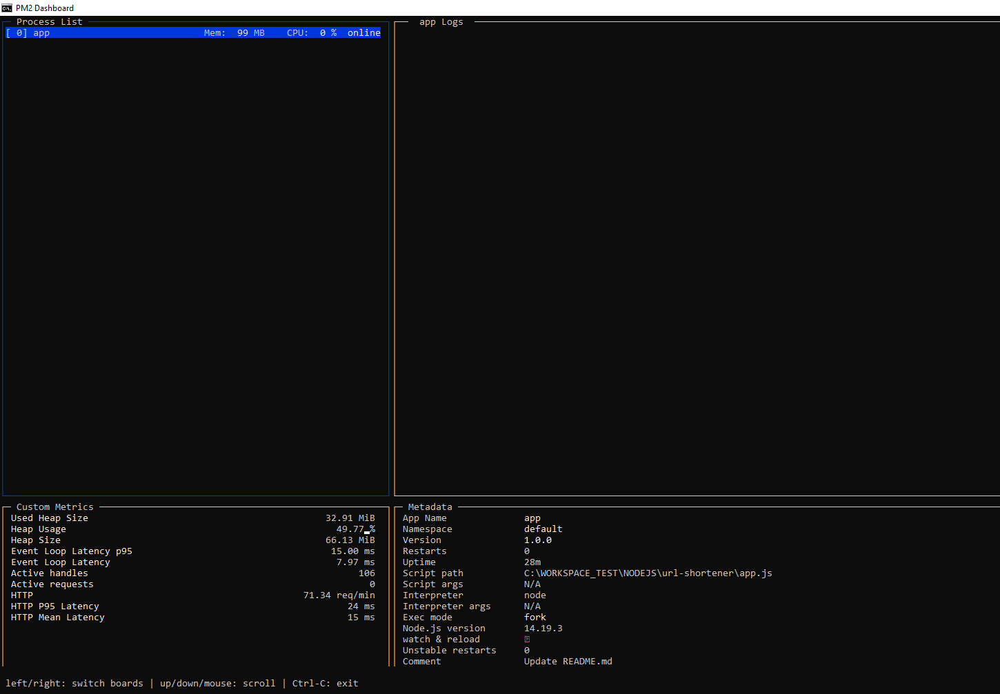 PM2 Dashboard
Process List
[ 0] app Mem: 99 MB CPU: 0 % online
app Logs
Custom Metrics
Used Heap Size 32.91 MiB
Heap Usage 49.77 %
Heap Size 66.13 MiB
Event Loop Latency p95 15.00 ms
Event Loop Latency 7.97 ms
Active handles 106
Active requests 0
HTTP 71.34 req/min
HTTP P95 Latency 24 ms
HTTP Mean Latency 15 ms
Metadata
App Name app
Namespace default
Version 1.0.0
Restarts 0
Uptime 28m
Script path C:\WORKSPACE_TEST\NODEJS\url-shortener\app.js
Script args N/A
Interpreter node
Interpreter args N/A
Exec mode fork
Node.js version 14.19.3
watch & reload
Unstable restarts 0
Comment Update README.md
left/right: switch boards | up/down/mouse: scroll | Ctrl-C: exit